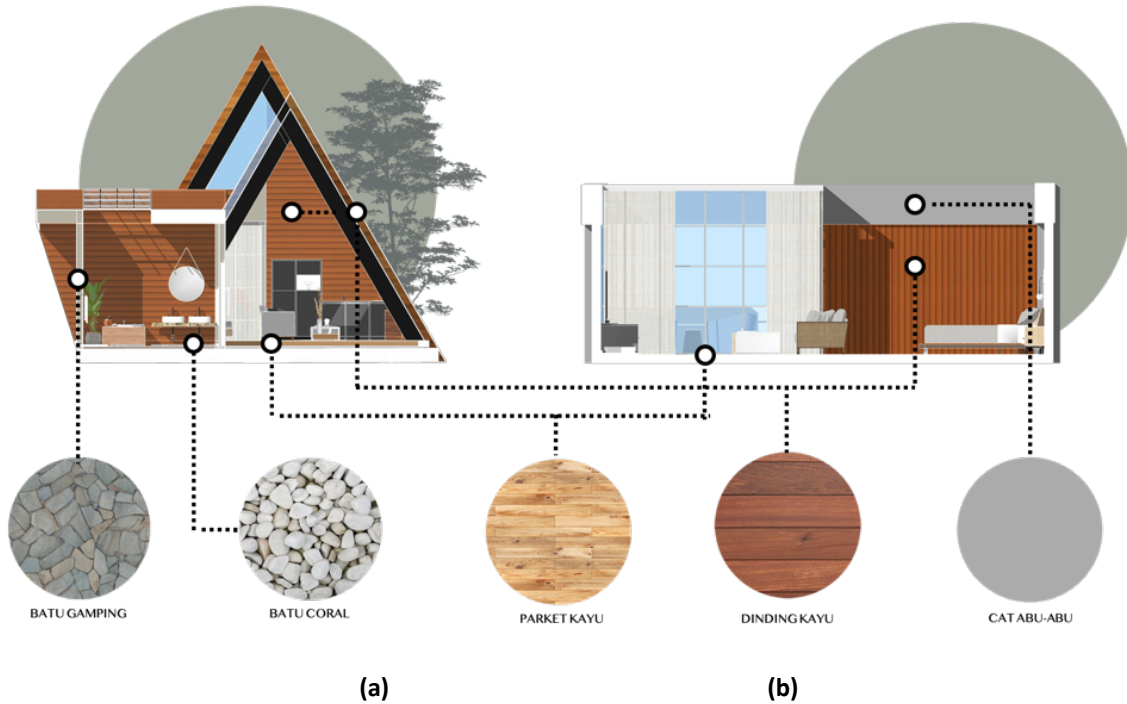 BATU GAMPING
BATU CORAL
PARKET KAYU
DINDING KAYU
CAT ABU-ABU
(a)
(b)